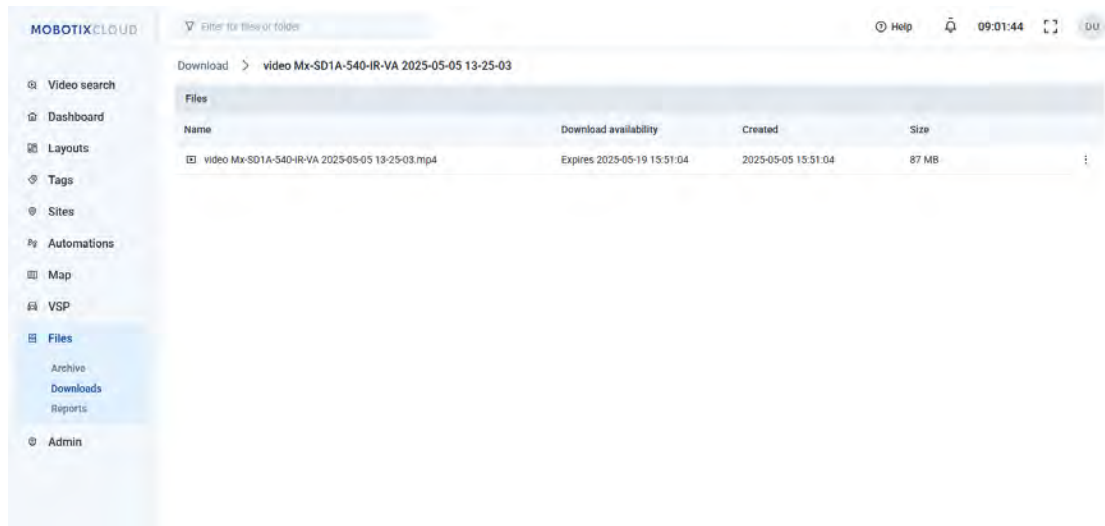 MOBOTIXCLOUD
Filter for files or folder
Help
09:01:44
DU
Download > video Mx-SD1A-540-IR-VA 2025-05-05 13-25-03
Video search
Dashboard
Layouts
Tags
Sites
Automations
Map
VSP
Files
Archive
Downloads
Reports
Admin
Files
Name Download availability Created Size
video Mx-SD1A-540-IR-VA 2025-05-05 13-25-03.mp4 Expires 2025-05-19 15:51:04 2025-05-05 15:51:04 87 MB